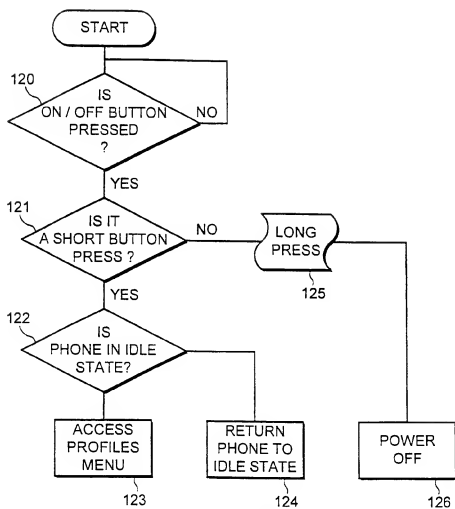 START
120
IS
ON / OFF BUTTON
PRESSED
?
NO
YES
121
IS IT
A SHORT BUTTON
PRESS ?
NO
LONG
PRESS
125
YES
122
IS
PHONE IN IDLE
STATE?
ACCESS
PROFILES
MENU
123
RETURN
PHONE TO
IDLE STATE
124
POWER
OFF
126